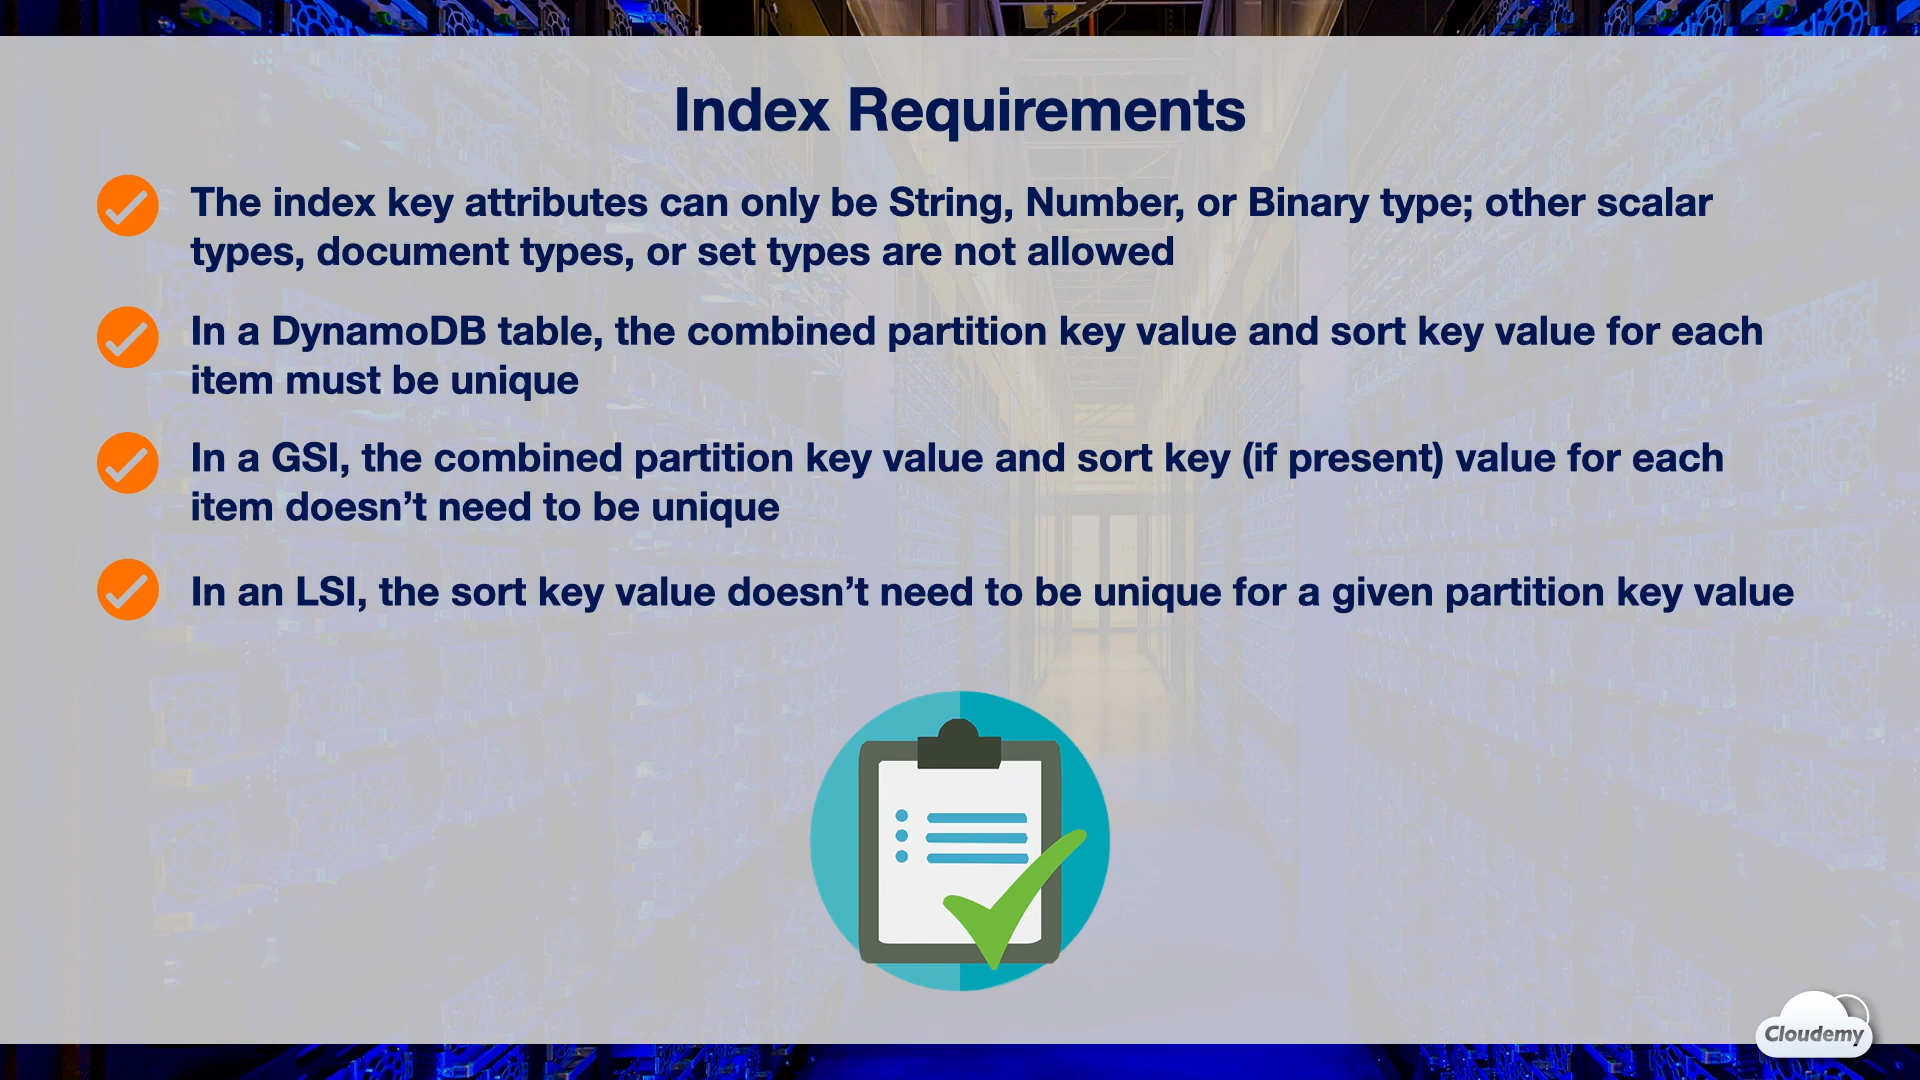 Index Requirements
The index key attributes can only be String, Number, or Binary type; other scalar
types, document types, or set types are not allowed
In a DynamoDB table, the combined partition key value and sort key value for each
item must be unique
In a GSI, the combined partition key value and sort key (if present) value for each
item doesn’t need to be unique
In an LSI, the sort key value doesn’t need to be unique for a given partition key value
Cloudemy